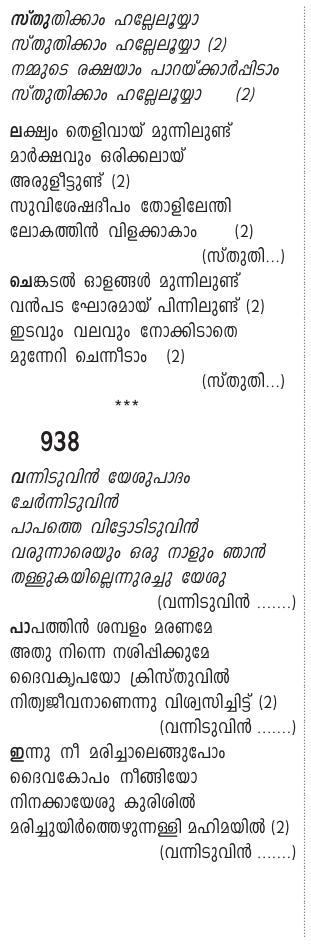 സ്തുതിക്കാം ഹല്ലേലൂയ്യാ
സ്തുതിക്കാം ഹല്ലേലൂയ്യാ (2)
നമ്മുടെ രക്ഷയാം പാറയ്ക്കാർപ്പിടാം
സ്തുതിക്കാം ഹല്ലേലൂയ്യാ (2)
ലക്ഷ്യം തെളിവായ് മുന്നിലുണ്ട്
മാർക്ഷവും ഒരിക്കലായ്
അരുളീട്ടുണ്ട് (2)
സുവിശേഷദീപം തോളിലേന്തി
ലോകത്തിൻ വിളക്കാകാം (2)
(സ്തുതി...)
ചെങ്കടൽ ഓളങ്ങൾ മുന്നിലുണ്ട്
വൻപട ഘോരമായ് പിന്നിലുണ്ട് (2)
ഇടവും വലവും നോക്കിടാതെ
മുന്നേറി ചെന്നീടാം (2)
(സ്തുതി...)
***
938
വന്നിടുവിൻ യേശുപാദം
ചേർന്നിടുവിൻ
പാപത്തെ വിട്ടോടിടുവിൻ
വരുന്നാരെയും ഒരു നാളും ഞാൻ
തള്ളുകയില്ലെന്നുരച്ചു യേശു
(വന്നിടുവിൻ .......)
പാപത്തിൻ ശമ്പളം മരണമേ
അതു നിന്നെ നശിപ്പിക്കുമേ
ദൈവകൃപയോ ക്രിസ്തുവിൽ
നിത്യജീവനാണെന്നു വിശ്വസിച്ചിട്ട് (2)
(വന്നിടുവിൻ .......)
ഇന്നു നീ മരിച്ചാലെങ്ങുപോം
ദൈവകോപം നീങ്ങിയോ
നിനക്കായേശു കുരിശിൽ
മരിച്ചുയിർത്തെഴുന്നള്ളി മഹിമയിൽ (2)
(വന്നിടുവിൻ .......)